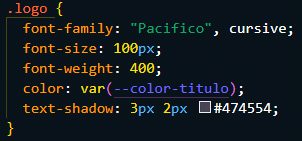 .logo {
font-family: "Pacifico", cursive;
font-size: 100px;
font-weight: 400;
color: var(--color-titulo);
text-shadow: 3px 2px #474554;
}